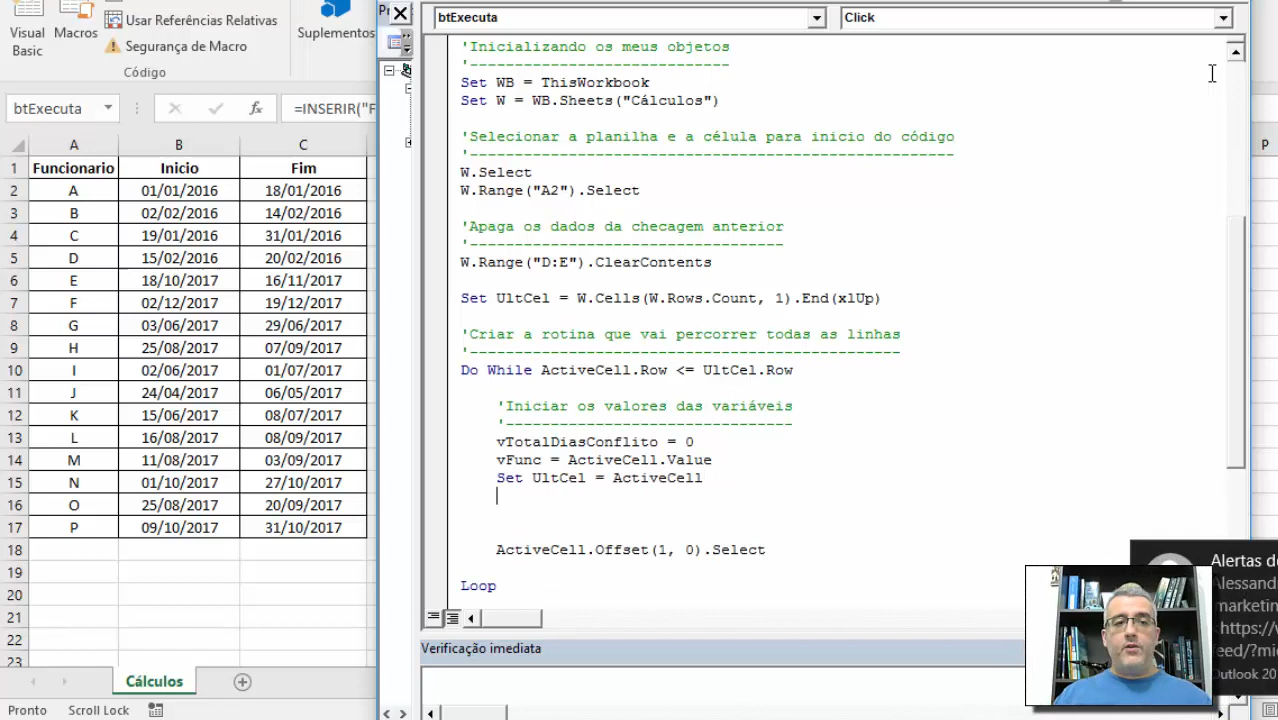 Visual
Basic
Macros
Usar Referências Relativas
Segurança de Macro
Código
Suplementos
btExecuta
=INSERIR("F
A B C
1 Funcionario Inicio Fim
2 A 01/01/2016 18/01/2016
3 B 02/02/2016 14/02/2016
4 C 19/01/2016 31/01/2016
5 D 15/02/2016 20/02/2016
6 E 18/10/2017 16/11/2017
7 F 02/12/2017 19/12/2017
8 G 03/06/2017 29/06/2017
9 H 25/08/2017 07/09/2017
10 I 02/06/2017 01/07/2017
11 J 24/04/2017 06/05/2017
12 K 15/06/2017 08/07/2017
13 L 16/08/2017 08/09/2017
14 M 11/08/2017 03/09/2017
15 N 01/10/2017 27/10/2017
16 O 25/08/2017 20/09/2017
17 P 09/10/2017 31/10/2017
18
19
20
21
22
23
Cálculos
Pronto Scroll Lock
btExecuta Click
'Inicializando os meus objetos
'-----------------------------
Set WB = ThisWorkbook
Set W = WB.Sheets("Cálculos")
'Selecionar a planilha e a célula para inicio do código
'------------------------------------------------------
W.Select
W.Range("A2").Select
'Apaga os dados da checagem anterior
'-----------------------------------
W.Range("D:E").ClearContents
Set UltCel = W.Cells(W.Rows.Count, 1).End(xlUp)
'Criar a rotina que vai percorrer todas as linhas
'------------------------------------------------
Do While ActiveCell.Row <= UltCel.Row
'Iniciar os valores das variáveis
'--------------------------------
vTotalDiasConflito = 0
vFunc = ActiveCell.Value
Set UltCel = ActiveCell
ActiveCell.Offset(1, 0).Select
Loop
Verificação imediata
P
Alertas d
Alessand
marketin
feed/?mi
Outlook 20